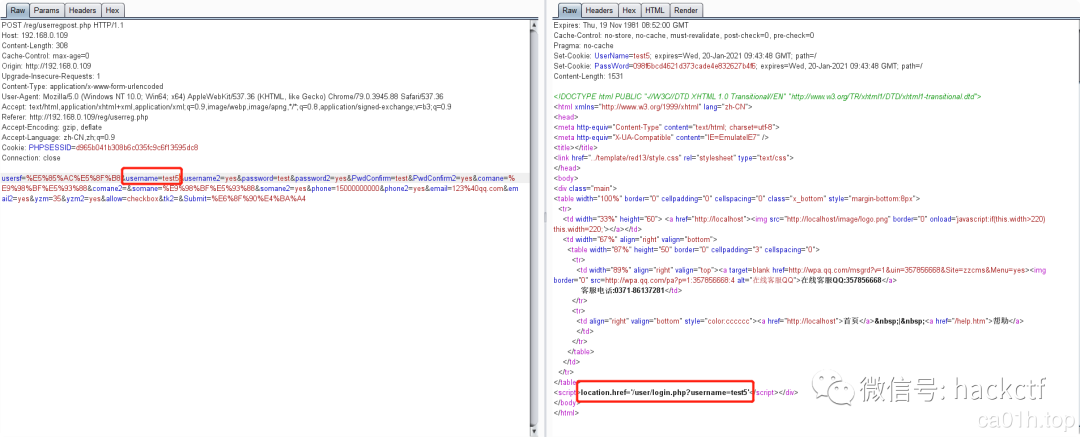 Raw Params Headers Hex
POST /reg/userregpost.php HTTP/1.1
Host: 192.168.0.109
Content-Length: 308
Cache-Control: max-age=0
Origin: http://192.168.0.109
Upgrade-Insecure-Requests: 1
Content-Type: application/x-www-form-urlencoded
User-Agent: Mozilla/5.0 (Windows NT 10.0; Win64; x64) AppleWebKit/537.36 (KHTML, like Gecko) Chrome/79.0.3945.88 Safari/537.36
Accept: text/html,application/xhtml+xml,application/xml;q=0.9,image/webp,image/apng,*/*;q=0.8,application/signed-exchange;v=b3;q=0.9
Referer: http://192.168.0.109/reg/userreg.php
Accept-Encoding: gzip, deflate
Accept-Language: zh-CN,zh;q=0.9
Cookie: PHPSESSID=d965b041b308b6c035fc9c6f13595dc8
Connection: close
usersf=%E5%85%AC%E5%8F%B8&username=test5&username2=yes&password=test&password2=yes&PwdConfirm=test&PwdConfirm2=yes&comane=%
E9%98%BF%E5%93%88&comane2=&somane=%E9%98%BF%E5%93%88&somane2=yes&phone=15000000000&phone2=yes&email=123%40qq.com&em
ail2=yes&yzm=35&yzm2=yes&allow=checkbox&tk2=&Submit=%E6%8F%90%E4%BA%A4
Raw Headers Hex HTML Render
Expires: Thu, 19 Nov 1981 08:52:00 GMT
Cache-Control: no-store, no-cache, must-revalidate, post-check=0, pre-check=0
Pragma: no-cache
Set-Cookie: UserName=test5; expires=Wed, 20-Jan-2021 09:43:48 GMT; path=/
Set-Cookie: PassWord=098f6bcd4621d373cade4e832627b4f6; expires=Wed, 20-Jan-2021 09:43:48 GMT; path=/
Content-Length: 1531
<!DOCTYPE html PUBLIC "-//W3C//DTD XHTML 1.0 Transitional//EN" "http://www.w3.org/TR/xhtml1/DTD/xhtml1-transitional.dtd">
<html xmlns="http://www.w3.org/1999/xhtml" lang="zh-CN">
<head>
<meta http-equiv="Content-Type" content="text/html; charset=utf-8">
<meta http-equiv="X-UA-Compatible" content="IE=EmulateIE7" />
<title></title>
<link href="../template/red13/style.css" rel="stylesheet" type="text/css">
</head>
<body>
<div class="main">
<table width="100%" border="0" cellpadding="0" cellspacing="0" class="x_bottom" style="margin-bottom:8px">
<tr>
<td width="33%" height="60"> <a href="http://localhost"><img src="http://localhost/image/logo.png" border="0" onload='javascript:if(this.width>220)
this.width=220;'></a></td>
<td width="67%" align="right" valign="bottom">
<table width="87%" height="50" border="0" cellpadding="3" cellspacing="0">
<tr>
<td width="89%" align="right" valign="top"><a target=blank href=http://wpa.qq.com/msgrd?v=1&uin=357856668&Site=zzcms&Menu=yes><img
border="0" src=http://wpa.qq.com/pa?p=1:357856668:4 alt="在线客服QQ">在线客服QQ:357856668</a>
客服电话:0371-86137281</td>
</tr>
<tr>
<td align="right" valign="bottom" style="color:cccccc"><a href="http://localhost">首页</a>&nbsp;|&nbsp;<a href="/help.htm">帮助</a>
</td>
</tr>
</table>
</td>
</tr>
</table>
<script>location.href='/user/login.php?username=test5'</script></div>
</body>
</html>
微信号: hackctf
ca01h.top